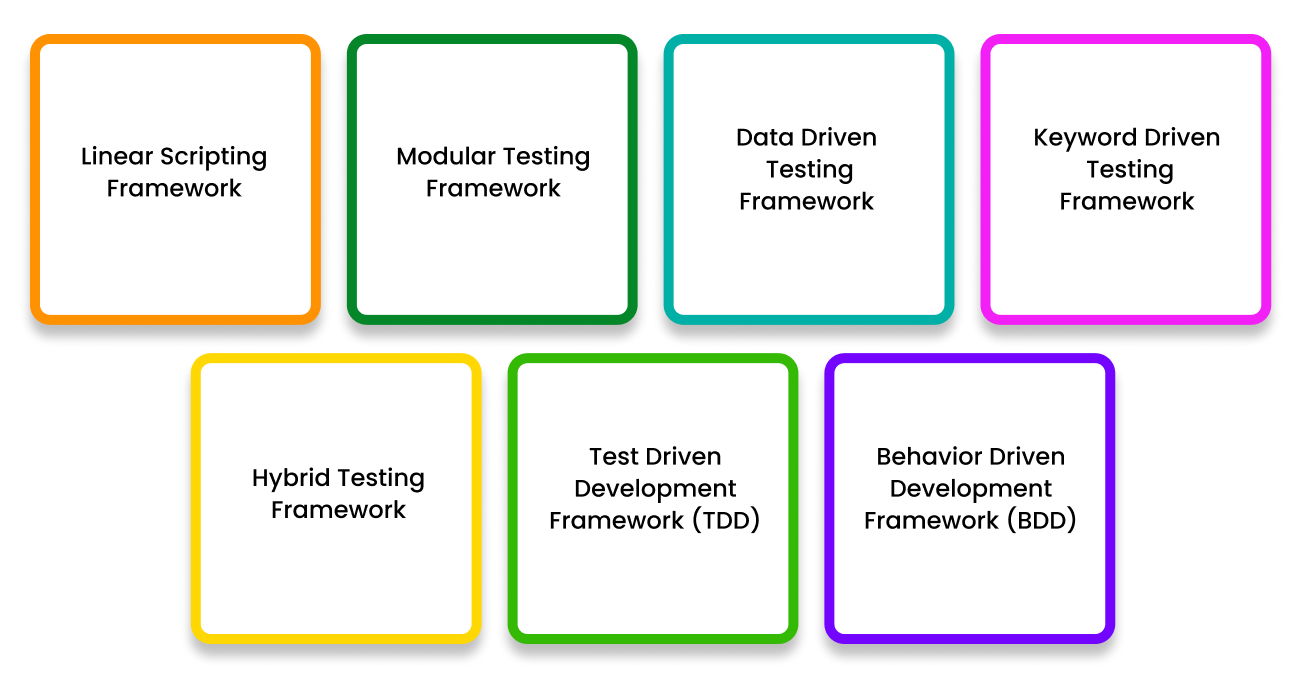 Linear Scripting
Framework
Modular Testing
Framework
Data Driven
Testing
Framework
Keyword Driven
Testing
Framework
Hybrid Testing
Framework
Test Driven
Development
Framework (TDD)
Behavior Driven
Development
Framework (BDD)